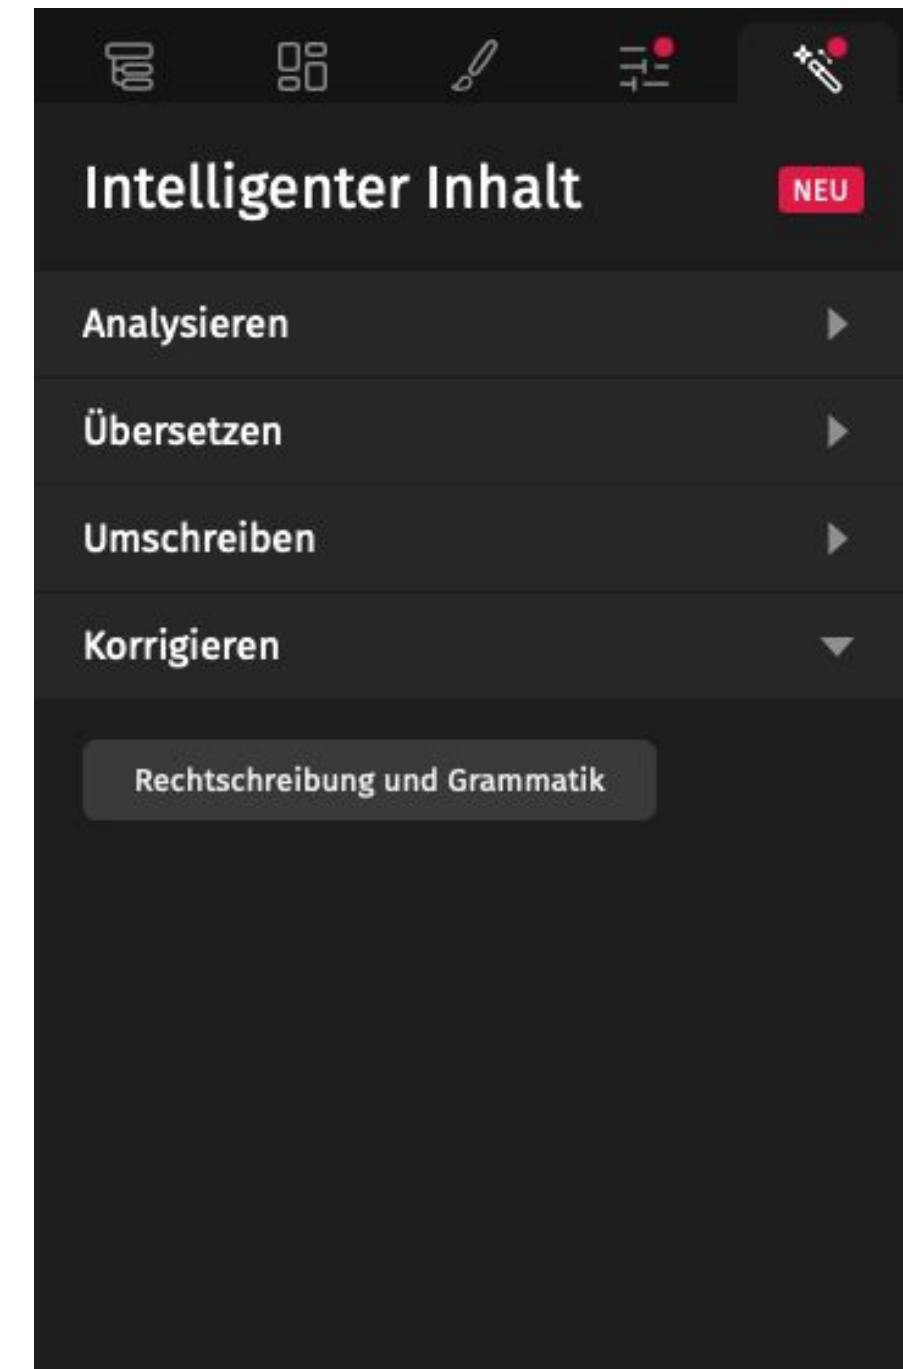 Intelligenter Inhalt
NEU
Analysieren
Übersetzen
Umschreiben
Korrigieren
Rechtschreibung und Grammatik